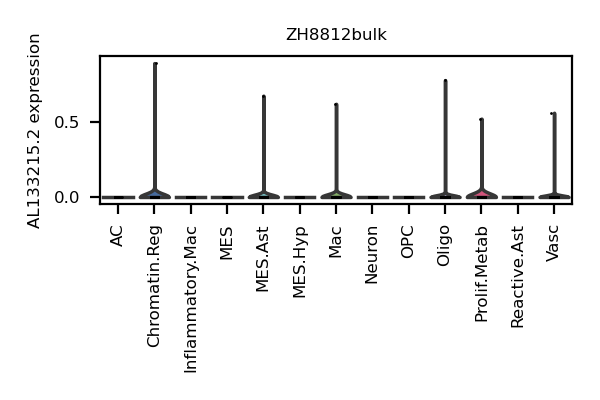 ZH8812bulk
AL133215.2 expression
0.5
0.0
AC
Chromatin.Reg
Inflammatory.Mac
MES
MES.Ast
MES.Hyp
Mac
Neuron
OPC
Oligo
Prolif.Metab
Reactive.Ast
Vasc